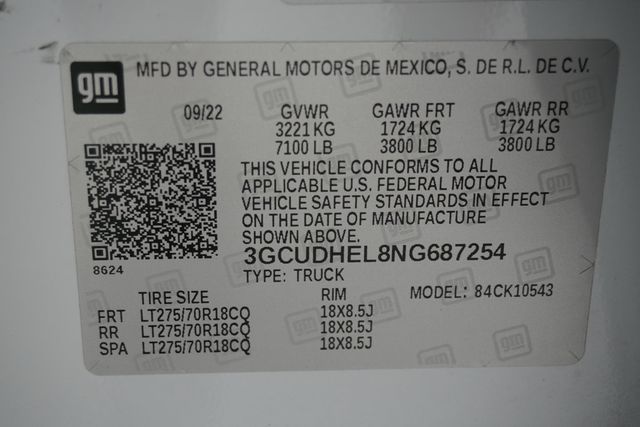 gm MFD BY GENERAL MOTORS DE MEXICO, S. DE R.L. DE C.V.
09/22 GVWR GAWR FRT GAWR RR
3221 KG 1724 KG 1724 KG
7100 LB 3800 LB 3800 LB
THIS VEHICLE CONFORMS TO ALL
APPLICABLE U.S. FEDERAL MOTOR
VEHICLE SAFETY STANDARDS IN EFFECT
ON THE DATE OF MANUFACTURE
SHOWN ABOVE.
3GCUDHEL8NG687254
8624
TYPE: TRUCK
TIRE SIZE RIM MODEL: 84CK10543
FRT LT275/70R18CQ 18X8.5J
RR LT275/70R18CQ 18X8.5J
SPA LT275/70R18CQ 18X8.5J